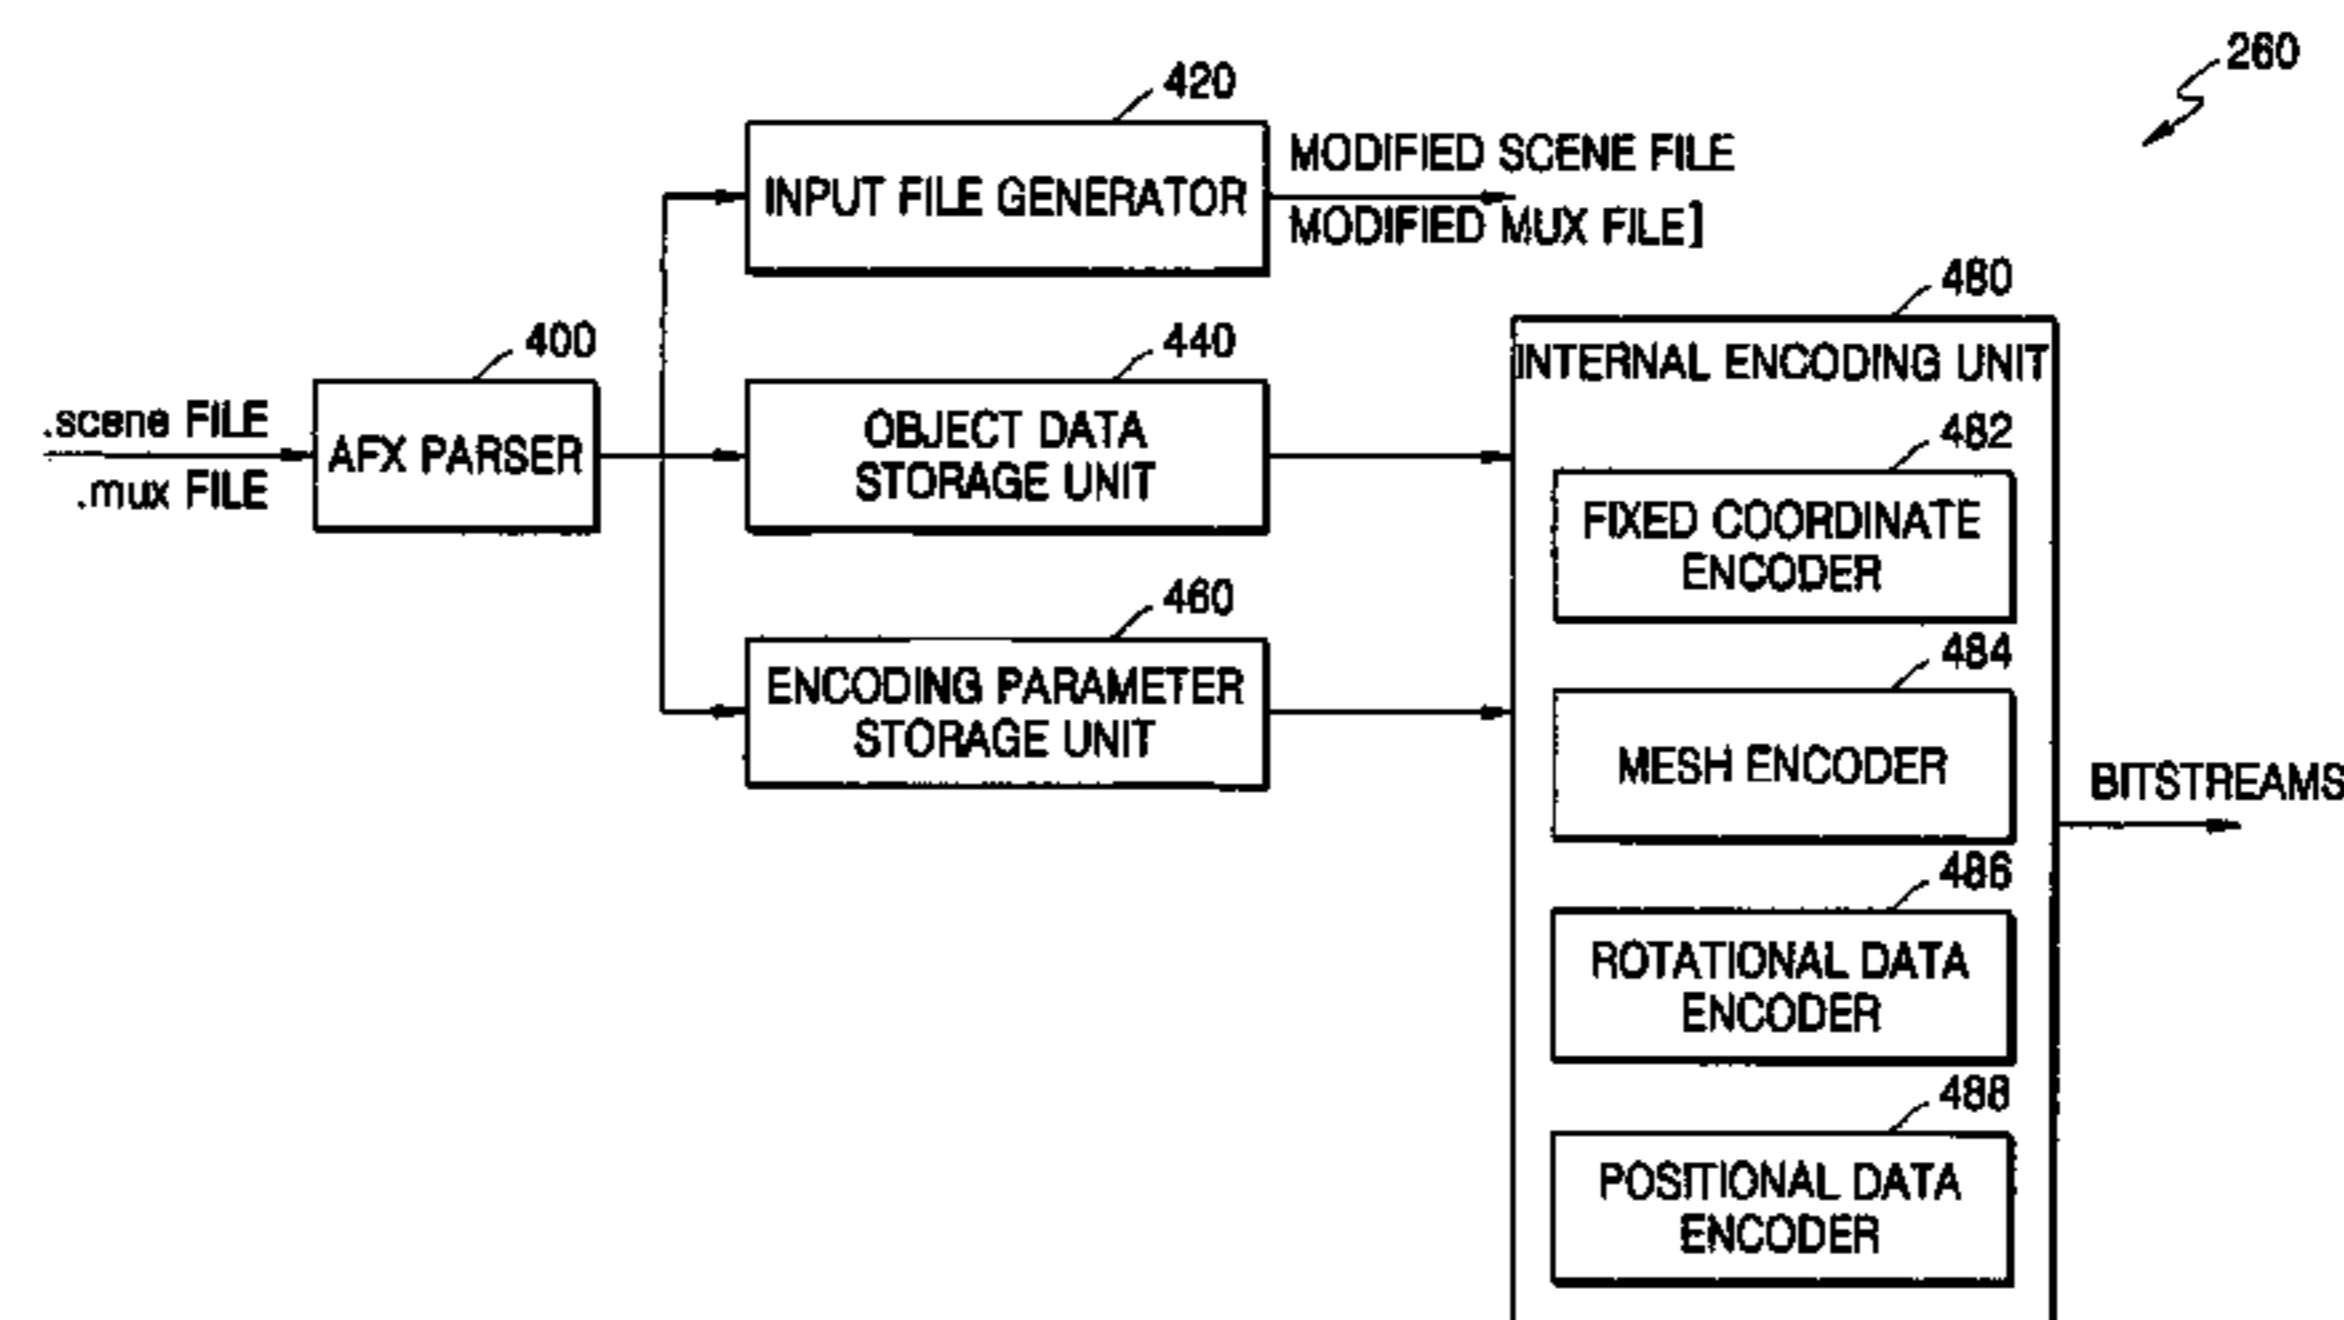 260
420
INPUT FILE GENERATOR
MODIFIED SCENE FILE
MODIFIED MUX FILE]
400
.scene FILE
.mux FILE
AFX PARSER
440
OBJECT DATA
STORAGE UNIT
460
ENCODING PARAMETER
STORAGE UNIT
480
INTERNAL ENCODING UNIT
482
FIXED COORDINATE
ENCODER
484
MESH ENCODER
486
ROTATIONAL DATA
ENCODER
488
POSITIONAL DATA
ENCODER
BITSTREAMS